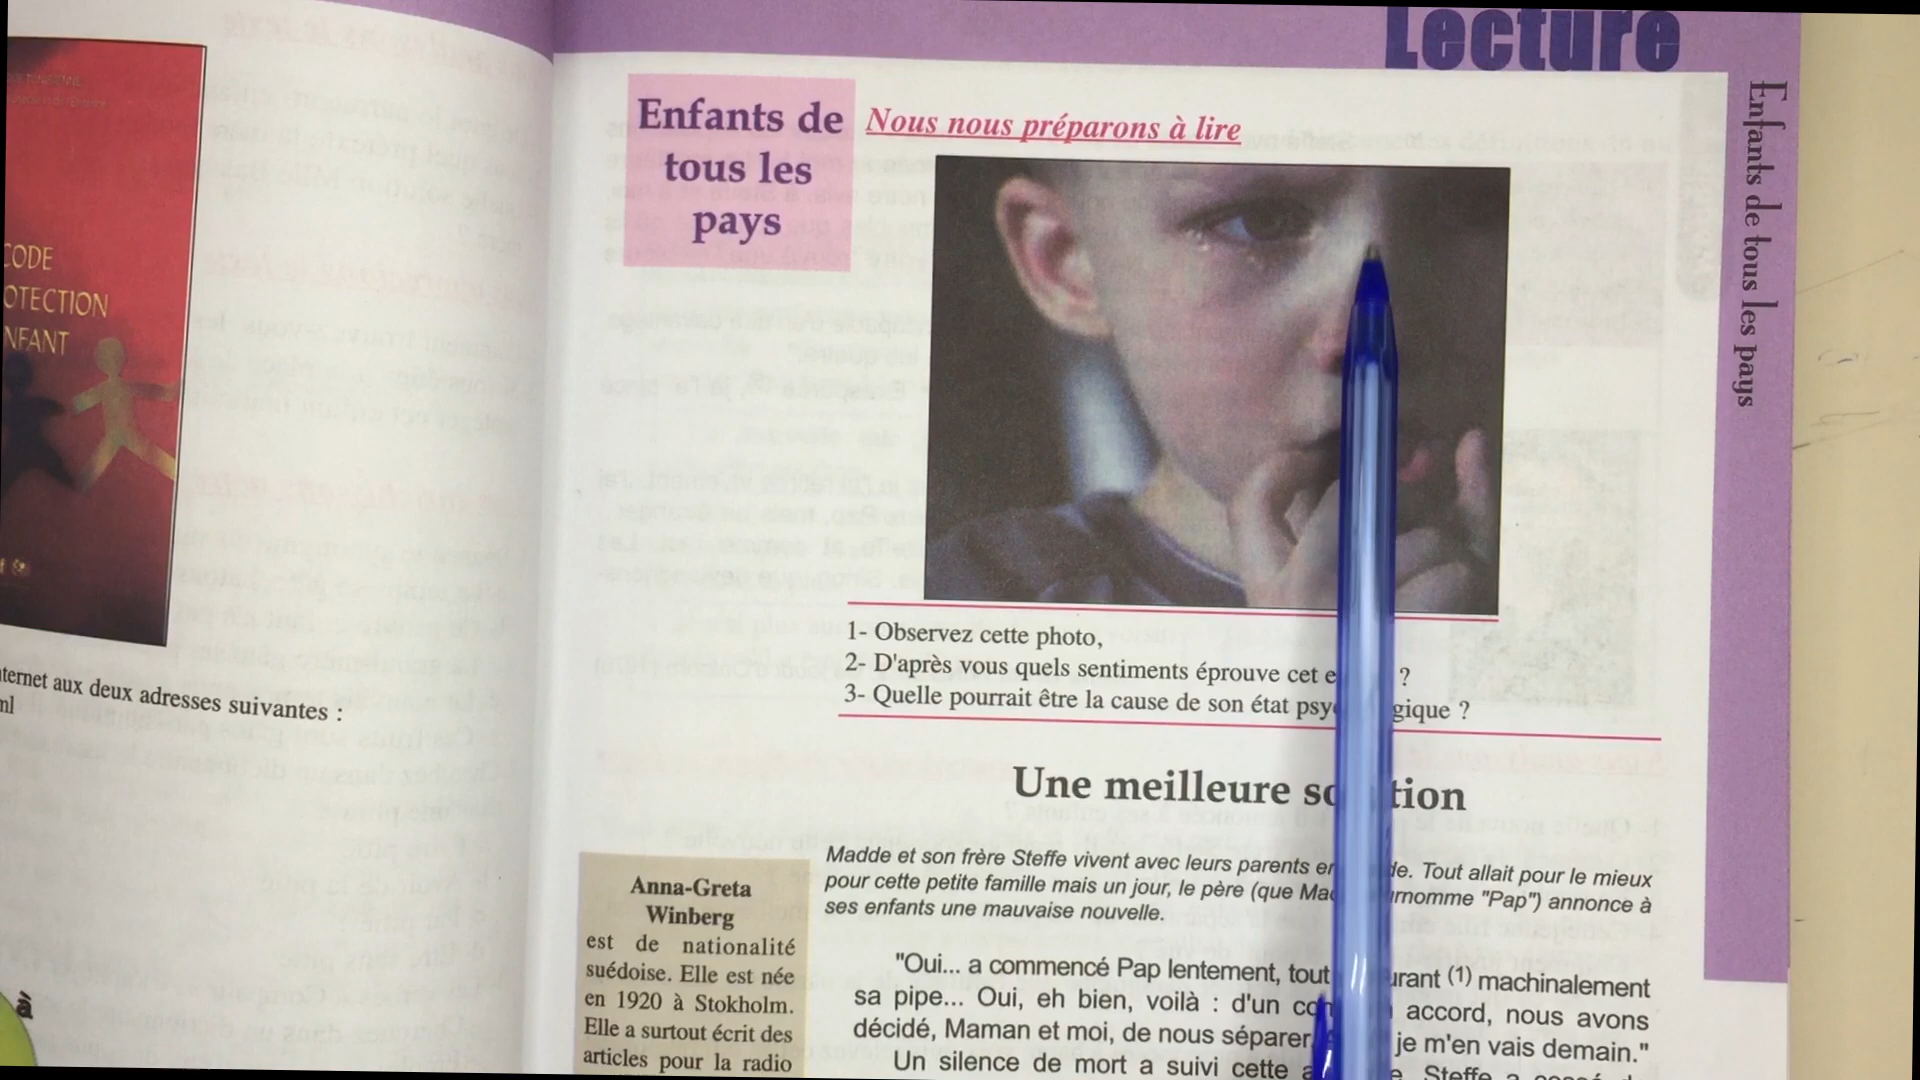 CODE
OTECTION
NFANT
nternet aux deux adresses suivantes :
ml
à
Lecture
Enfants de tous les pays
Enfants de
tous les
pays
Nous nous préparons à lire
1- Observez cette photo,
2- D'après vous quels sentiments éprouve cet e ?
3- Quelle pourrait être la cause de son état psy gique ?
Une meilleure so tion
Madde et son frère Steffe vivent avec leurs parents en de. Tout allait pour le mieux
pour cette petite famille mais un jour, le père (que Mad rnomme "Pap") annonce à
ses enfants une mauvaise nouvelle.
Anna-Greta
Winberg
est de nationalité
suédoise. Elle est née
en 1920 à Stokholm.
Elle a surtout écrit des
articles pour la radio
"Oui... a commencé Pap lentement, tout urant (1) machinalement
sa pipe... Oui, eh bien, voilà : d'un co accord, nous avons
décidé, Maman et moi, de nous séparer. je m'en vais demain."
Un silence de mort a suivi cette a e. Steffe a cessé de